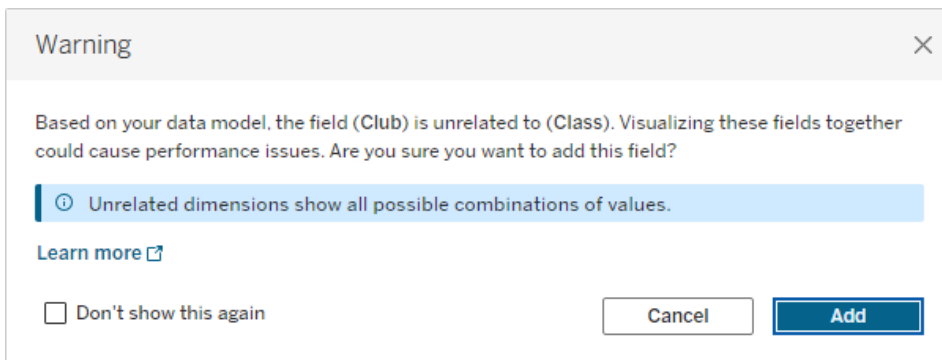 Warning
Based on your data model, the field (Club) is unrelated to (Class). Visualizing these fields together
could cause performance issues. Are you sure you want to add this field?
Unrelated dimensions show all possible combinations of values.
Learn more
Don't show this again
Cancel
Add